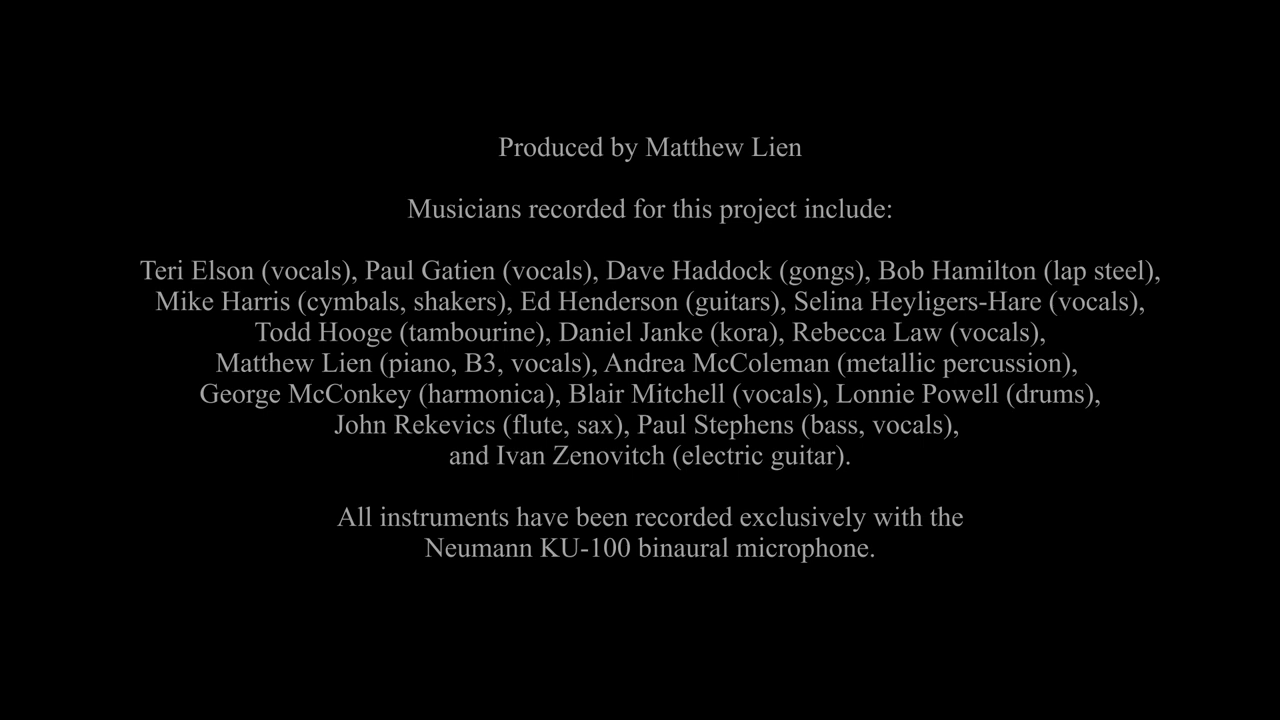 Produced by Matthew Lien
Musicians recorded for this project include:
Teri Elson (vocals), Paul Gatien (vocals), Dave Haddock (gongs), Bob Hamilton (lap steel),
Mike Harris (cymbals, shakers), Ed Henderson (guitars), Selina Heyligers-Hare (vocals),
Todd Hooge (tambourine), Daniel Janke (kora), Rebecca Law (vocals),
Matthew Lien (piano, B3, vocals), Andrea McColeman (metallic percussion),
George McConkey (harmonica), Blair Mitchell (vocals), Lonnie Powell (drums),
John Rekevics (flute, sax), Paul Stephens (bass, vocals),
and Ivan Zenovitch (electric guitar).
All instruments have been recorded exclusively with the
Neumann KU-100 binaural microphone.